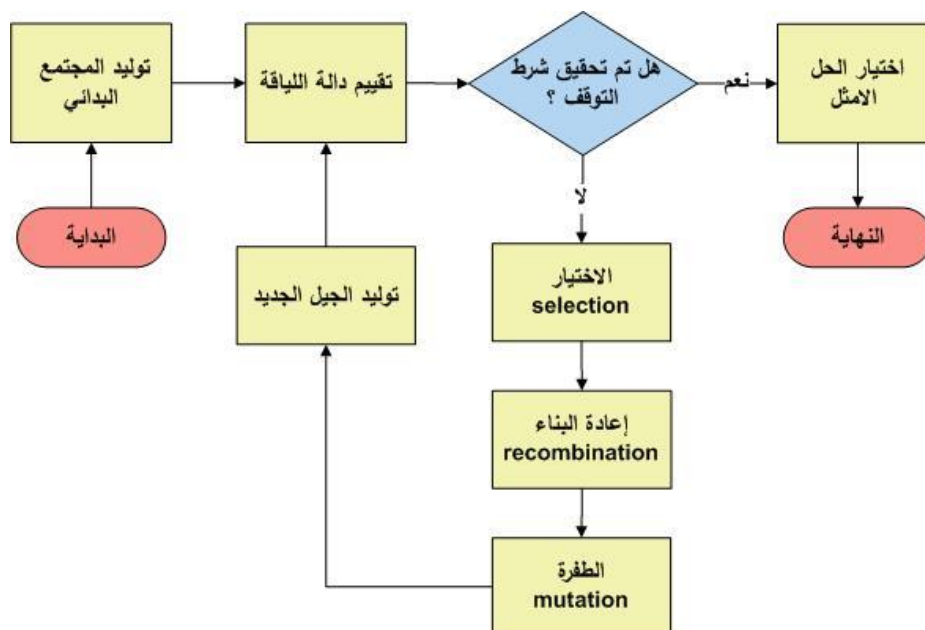 توليد المجتمع
البدائي
تقييم دالة اللياقة
هل تم تحقيق شرط
التوقف ؟
نعم
اختيار الحل
الامثل
البداية
لا
النهاية
توليد الجيل الجديد
الاختيار
selection
إعادة البناء
recombination
الطفرة
mutation